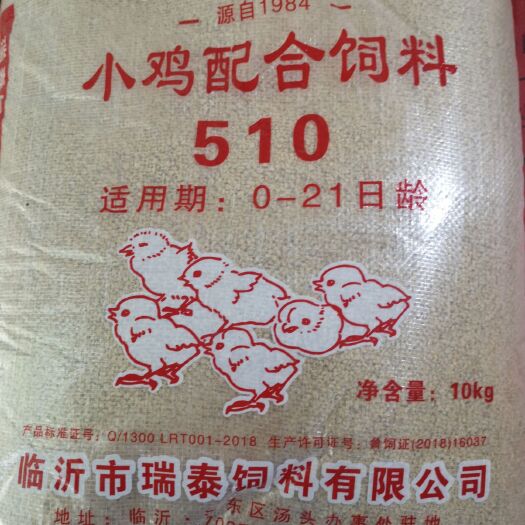 源自1984
小鸡配合饲料
510
适用期：0-21日龄
净含量：10kg
产品标准证号：Q/1300 LRT001-2018 生产许可证号：鲁饲证(2018)16037
临沂市瑞泰饲料有限公司
地址：临沂 东区汤头办事处驻地